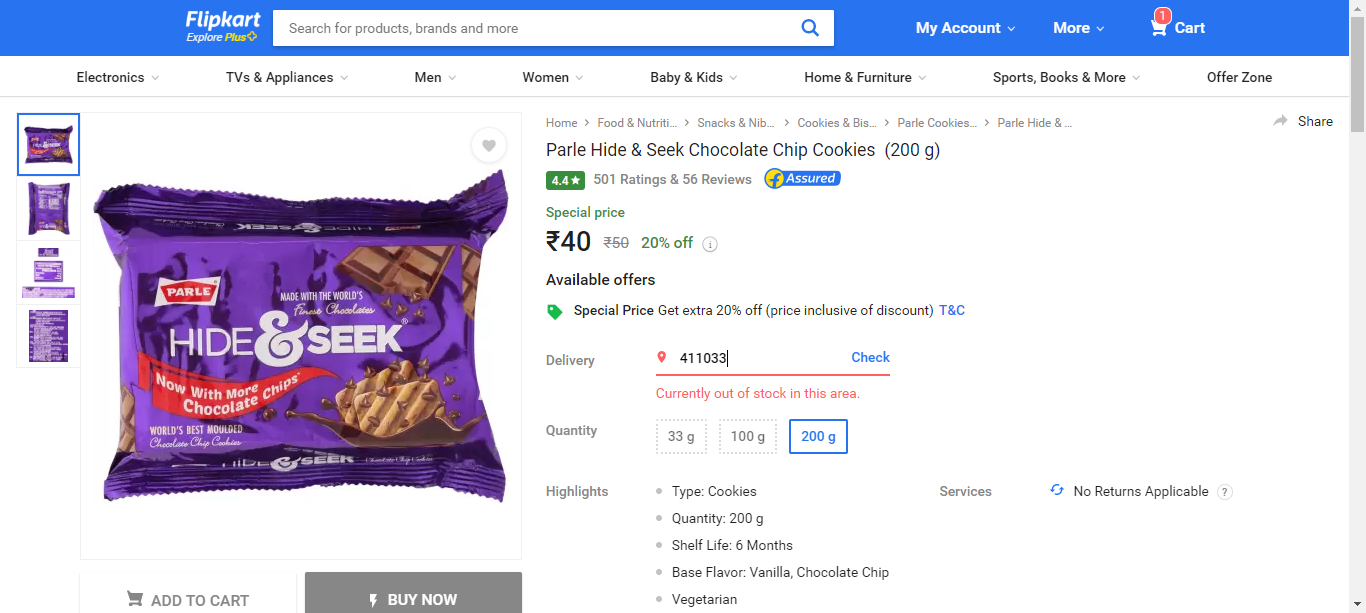 Flipkart
Explore Plus
Search for products, brands and more
My Account
More
1
Cart
Electronics
TVs & Appliances
Men
Women
Baby & Kids
Home & Furniture
Sports, Books & More
Offer Zone
Home
Food & Nutriti...
Snacks & Nib...
Cookies & Bis...
Parle Cookies...
Parle Hide & ...
Share
Parle Hide & Seek Chocolate Chip Cookies (200 g)
4.4★ 501 Ratings & 56 Reviews
Assured
Special price
₹40 ₹50 20% off
Available offers
Special Price Get extra 20% off (price inclusive of discount) T&C
Delivery
411033
Check
Currently out of stock in this area.
Quantity
33 g
100 g
200 g
Highlights
Type: Cookies
Quantity: 200 g
Shelf Life: 6 Months
Base Flavor: Vanilla, Chocolate Chip
Vegetarian
Services
No Returns Applicable ?
HIDE&SEEK
PARLE
MADE WITH THE WORLD'S
Finest Chocolates
HIDE&SEEK
Now With More
Chocolate Chips
WORLD'S BEST MOULDED
Chocolate Chip Cookies
HIDE&SEEK Chocolate Chip Cookies
ADD TO CART
BUY NOW